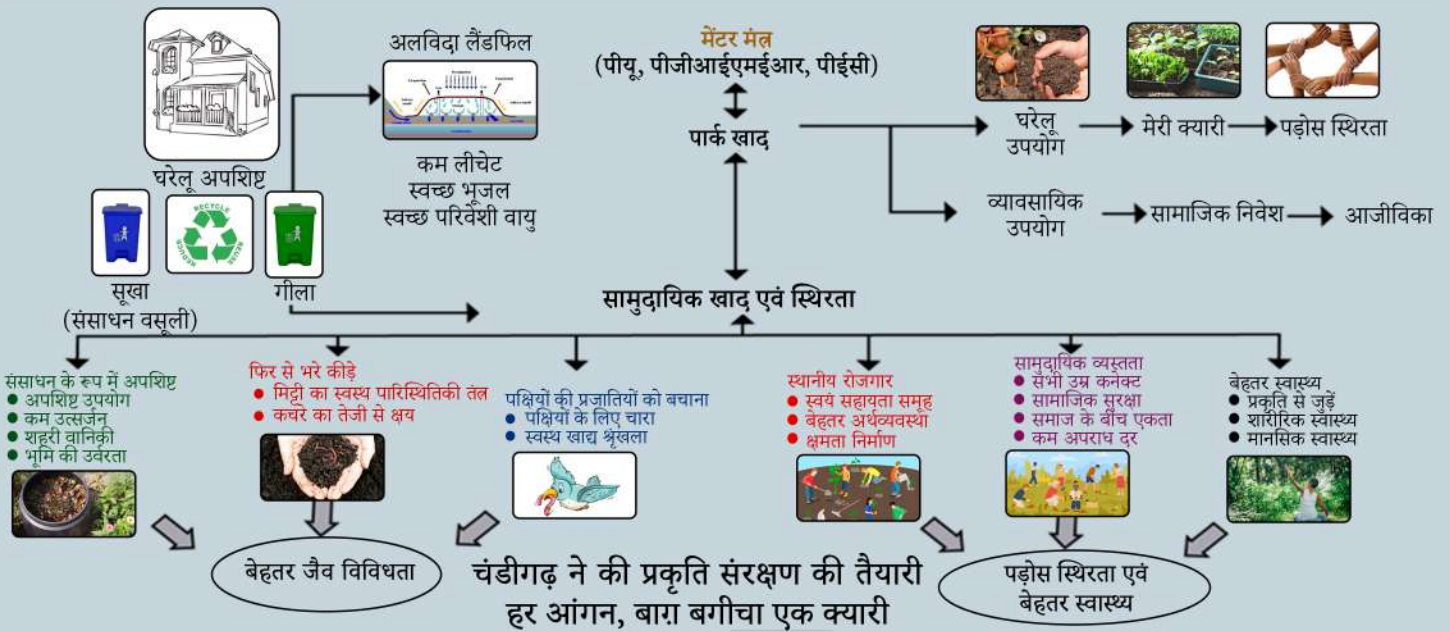 अलविदा लैंडफिल
कम लीचेट
स्वच्छ भूजल
स्वच्छ परिवेशी वायु
घरेलू अपशिष्ट
RECYCLE
REDUCE
REUSE
सूखा
(संसाधन वसूली)
गीला
मेंटर मंत्र
(पीयू, पीजीआईएमईआर, पीईसी)
पार्क खाद
घरेलू
उपयोग
मेरी क्यारी
पड़ोस स्थिरता
व्यावसायिक
उपयोग
सामाजिक निवेश
आजीविका
सामुदायिक खाद एवं स्थिरता
संसाधन के रूप में अपशिष्ट
● अपशिष्ट उपयोग
● कम उत्सर्जन
● शहरी वानिकी
● भूमि की उर्वरता
फिर से भरे कीड़े
● मिट्टी का स्वस्थ पारिस्थितिकी तंत्र
● कचरे का तेजी से क्षय
पक्षियों की प्रजातियों को बचाना
● पक्षियों के लिए चारा
● स्वस्थ खाद्य श्रृंखला
स्थानीय रोजगार
● स्वयं सहायता समूह
● बेहतर अर्थव्यवस्था
● क्षमता निर्माण
सामुदायिक व्यस्तता
● सभी उम्र कनेक्ट
● सामाजिक सुरक्षा
● समाज के बीच एकता
● कम अपराध दर
बेहतर स्वास्थ्य
● प्रकृति से जुड़ें
● शारीरिक स्वास्थ्य
● मानसिक स्वास्थ्य
बेहतर जैव विविधता
चंडीगढ़ ने की प्रकृति संरक्षण की तैयारी
हर आंगन, बाग़ बगीचा एक क्यारी
पड़ोस स्थिरता एवं
बेहतर स्वास्थ्य